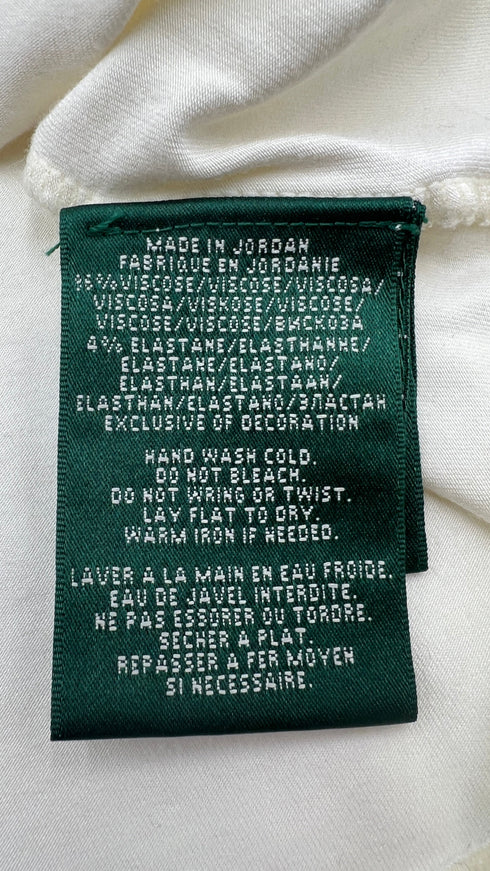 MADE IN JORDAN
FABRIQUE EN JORDANIE
96%VISCOSE/VISCOSE/VISCOSA/
VISCOSA/VISKOSE/VISCOSE/
VISCOSE/VISCOSE/ВИСКОЗА
4% ELASTANE/ELASTHANNE/
ELASTANE/ELASTANO/
ELASTHAN/ELASTAAN/
ELASTHAN/ELASTANO/ЭЛАСТАН
EXCLUSIVE OF DECORATION
HAND WASH COLD.
DO NOT BLEACH.
DO NOT WRING OR TWIST.
LAY FLAT TO DRY.
WARM IRON IF NEEDED.
LAVER A LA MAIN EN EAU FROIDE.
EAU DE JAVEL INTERDITE.
NE PAS ESSORER OU TORDRE.
SECHER A PLAT.
REPASSER A FER MOYEN
SI NECESSAIRE.